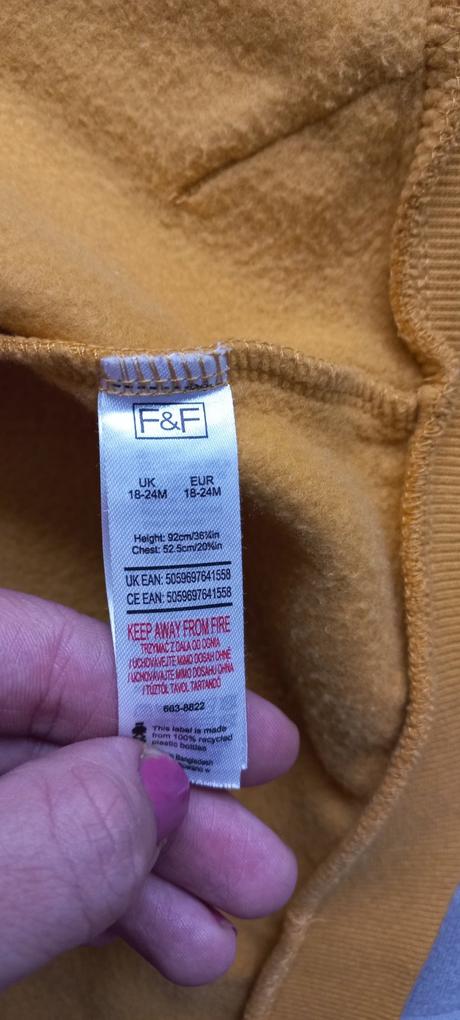 F&F
UK EUR
18-24M 18-24M
Height: 92cm/36¼in
Chest: 52.5cm/20¾in
UK EAN: 5059697641558
CE EAN: 5059697641558
KEEP AWAY FROM FIRE
TRZYMAĆ Z DALA OD OGNIA
/ UCHOVÁVEJTE MIMO DOSAH OHNĚ
/ UCHOVÁVAJTE MIMO DOSAHU OHŇA
/ TŰZTŐL TÁVOL TARTANDÓ
663-8822
This label is made
from 100% recycled
plastic bottles
Bangladesh